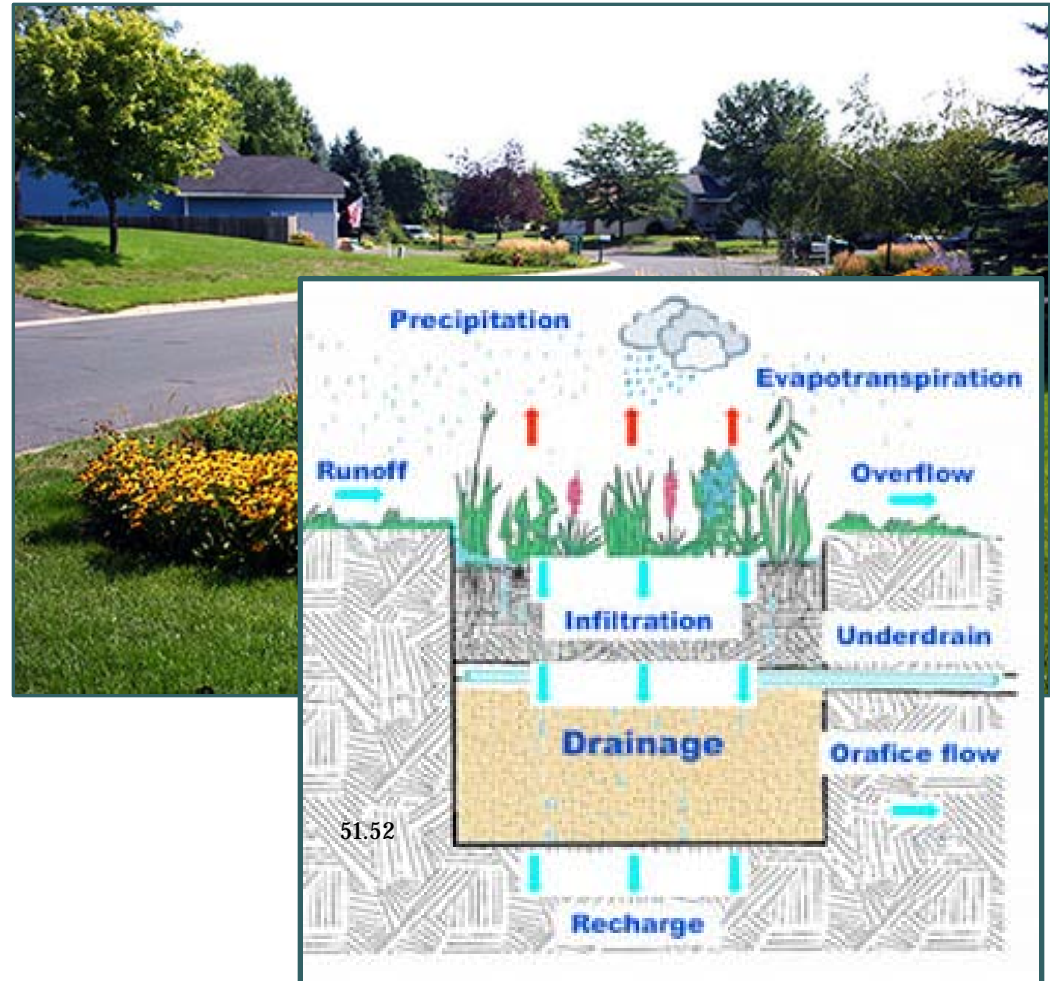 Precipitation
Evapotranspiration
Runoff
Overflow
Infiltration
Underdrain
Drainage
Orafice flow
51.52
Recharge